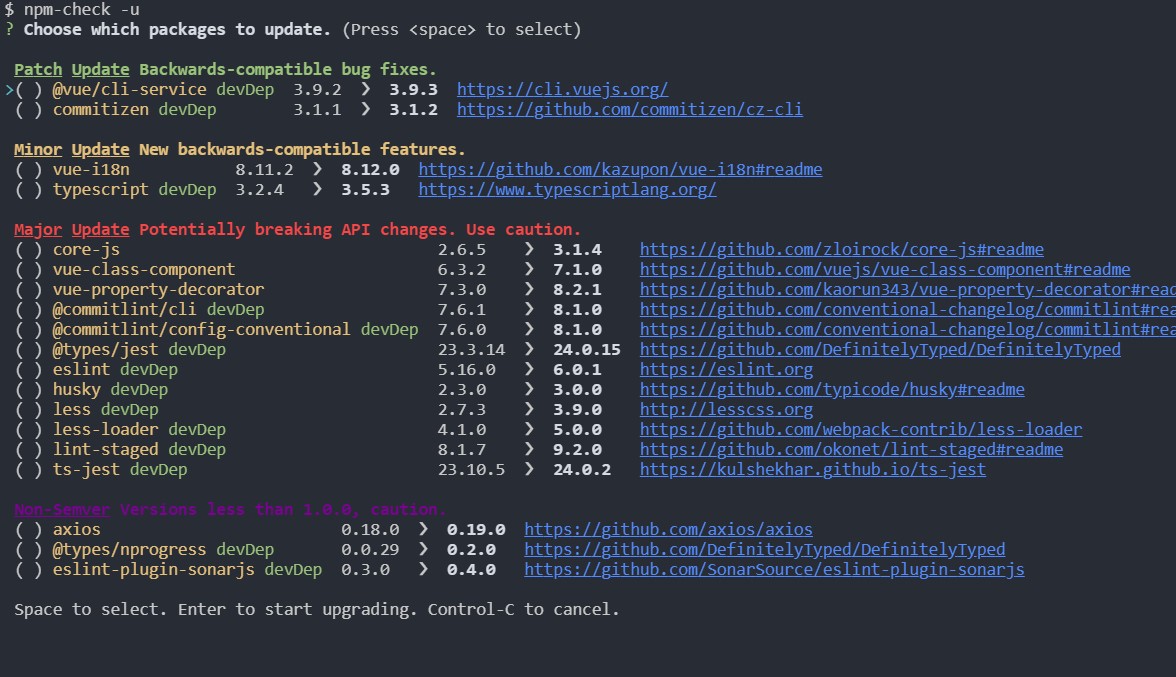 $ npm-check -u
? Choose which packages to update. (Press <space> to select)
Patch Update Backwards-compatible bug fixes.
>( ) @vue/cli-service devDep 3.9.2 ❯ 3.9.3 https://cli.vuejs.org/
( ) commitizen devDep 3.1.1 ❯ 3.1.2 https://github.com/commitizen/cz-cli
Minor Update New backwards-compatible features.
( ) vue-i18n 8.11.2 ❯ 8.12.0 https://github.com/kazupon/vue-i18n#readme
( ) typescript devDep 3.2.4 ❯ 3.5.3 https://www.typescriptlang.org/
Major Update Potentially breaking API changes. Use caution.
( ) core-js 2.6.5 ❯ 3.1.4 https://github.com/zloirock/core-js#readme
( ) vue-class-component 6.3.2 ❯ 7.1.0 https://github.com/vuejs/vue-class-component#readme
( ) vue-property-decorator 7.3.0 ❯ 8.2.1 https://github.com/kaorun343/vue-property-decorator#read
( ) @commitlint/cli devDep 7.6.1 ❯ 8.1.0 https://github.com/conventional-changelog/commitlint#rea
( ) @commitlint/config-conventional devDep 7.6.0 ❯ 8.1.0 https://github.com/conventional-changelog/commitlint#rea
( ) @types/jest devDep 23.3.14 ❯ 24.0.15 https://github.com/DefinitelyTyped/DefinitelyTyped
( ) eslint devDep 5.16.0 ❯ 6.0.1 https://eslint.org
( ) husky devDep 2.3.0 ❯ 3.0.0 https://github.com/typicode/husky#readme
( ) less devDep 2.7.3 ❯ 3.9.0 http://lesscss.org
( ) less-loader devDep 4.1.0 ❯ 5.0.0 https://github.com/webpack-contrib/less-loader
( ) lint-staged devDep 8.1.7 ❯ 9.2.0 https://github.com/okonet/lint-staged#readme
( ) ts-jest devDep 23.10.5 ❯ 24.0.2 https://kulshekhar.github.io/ts-jest
Non-Semver Versions less than 1.0.0, caution.
( ) axios 0.18.0 ❯ 0.19.0 https://github.com/axios/axios
( ) @types/nprogress devDep 0.0.29 ❯ 0.2.0 https://github.com/DefinitelyTyped/DefinitelyTyped
( ) eslint-plugin-sonarjs devDep 0.3.0 ❯ 0.4.0 https://github.com/SonarSource/eslint-plugin-sonarjs
Space to select. Enter to start upgrading. Control-C to cancel.